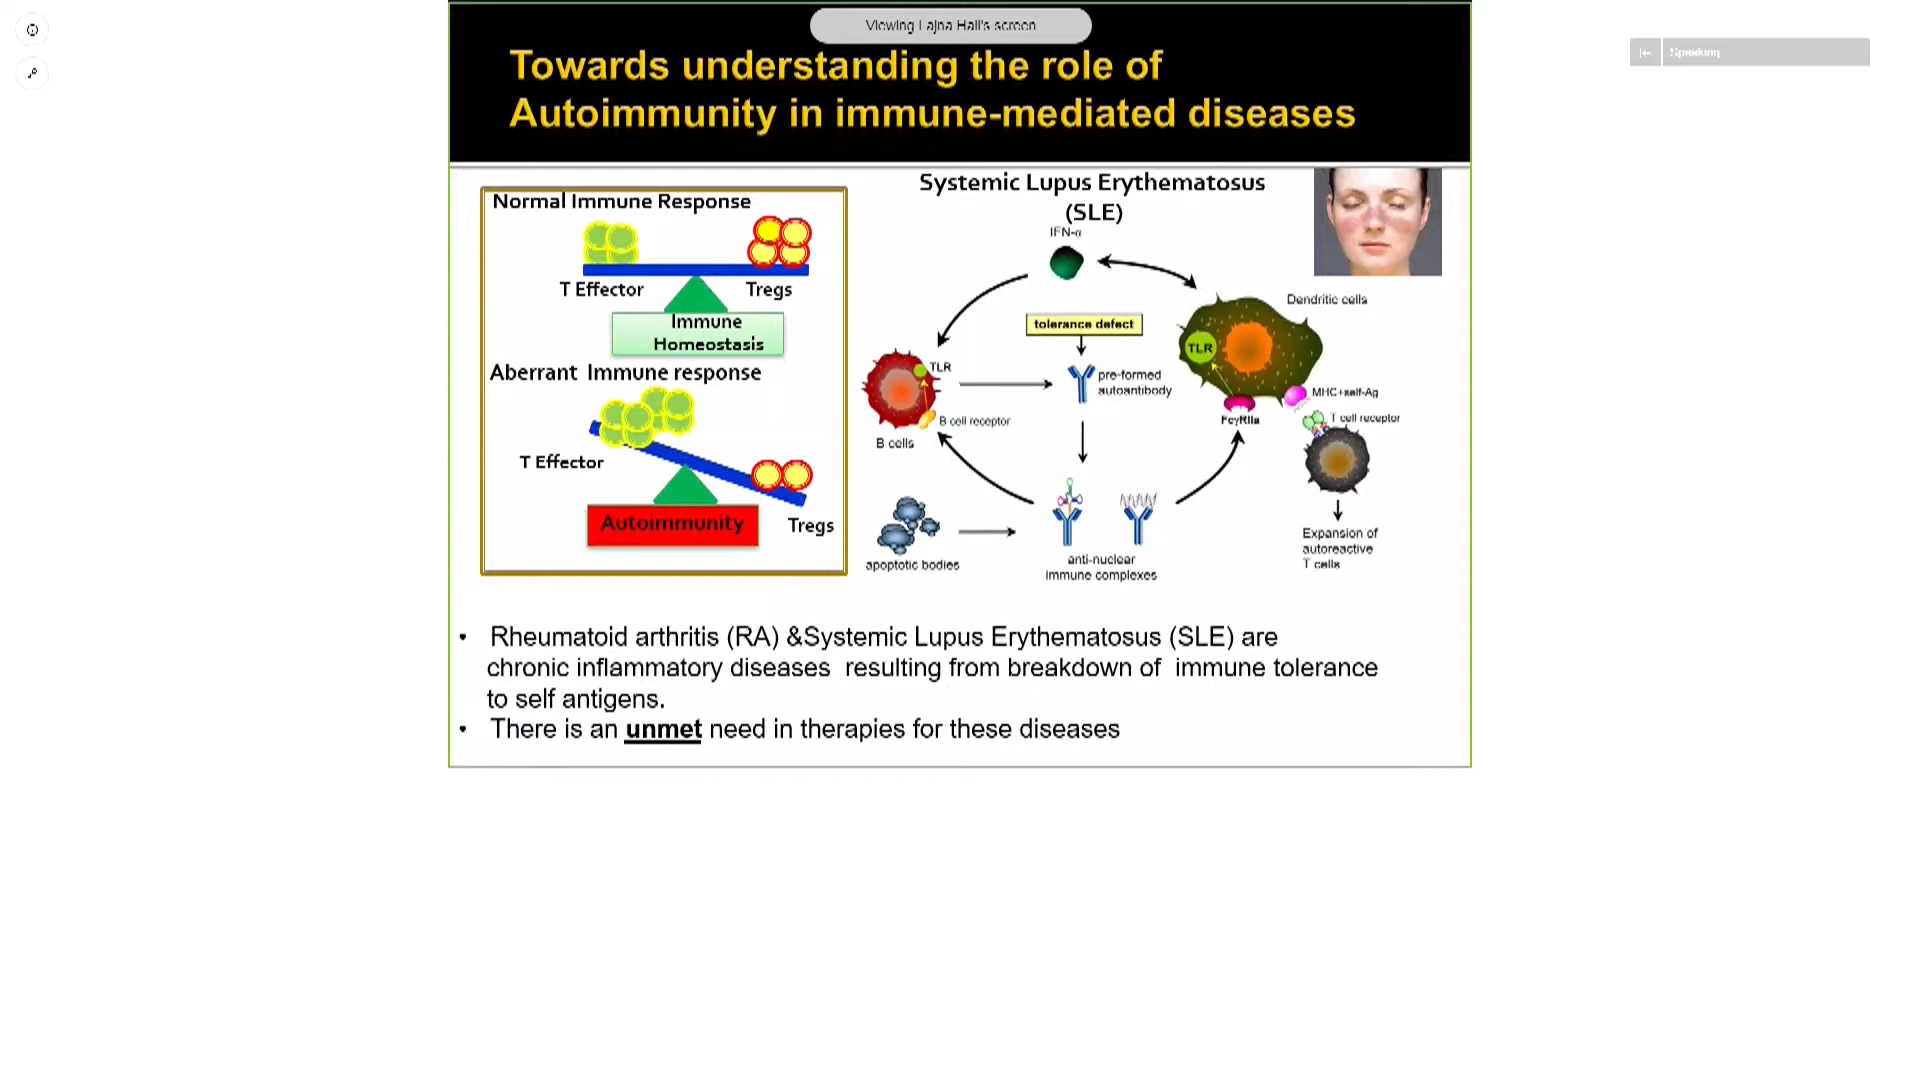 Viewing Lajna Hall's screen
Speaking
Towards understanding the role of
Autoimmunity in immune-mediated diseases
Normal Immune Response
T Effector
Tregs
Immune
Homeostasis
Aberrant Immune response
T Effector
Autoimmunity
Tregs
Systemic Lupus Erythematosus
(SLE)
IFN-α
Dendritic cells
tolerance defect
TLR
TLR
pre-formed
autoantibody
MHC+self-Ag
B cell receptor
FcγRIIa
T cell receptor
B cells
Expansion of
autoreactive
T cells
apoptotic bodies
anti-nuclear
immune complexes
• Rheumatoid arthritis (RA) &Systemic Lupus Erythematosus (SLE) are
chronic inflammatory diseases resulting from breakdown of immune tolerance
to self antigens.
• There is an unmet need in therapies for these diseases